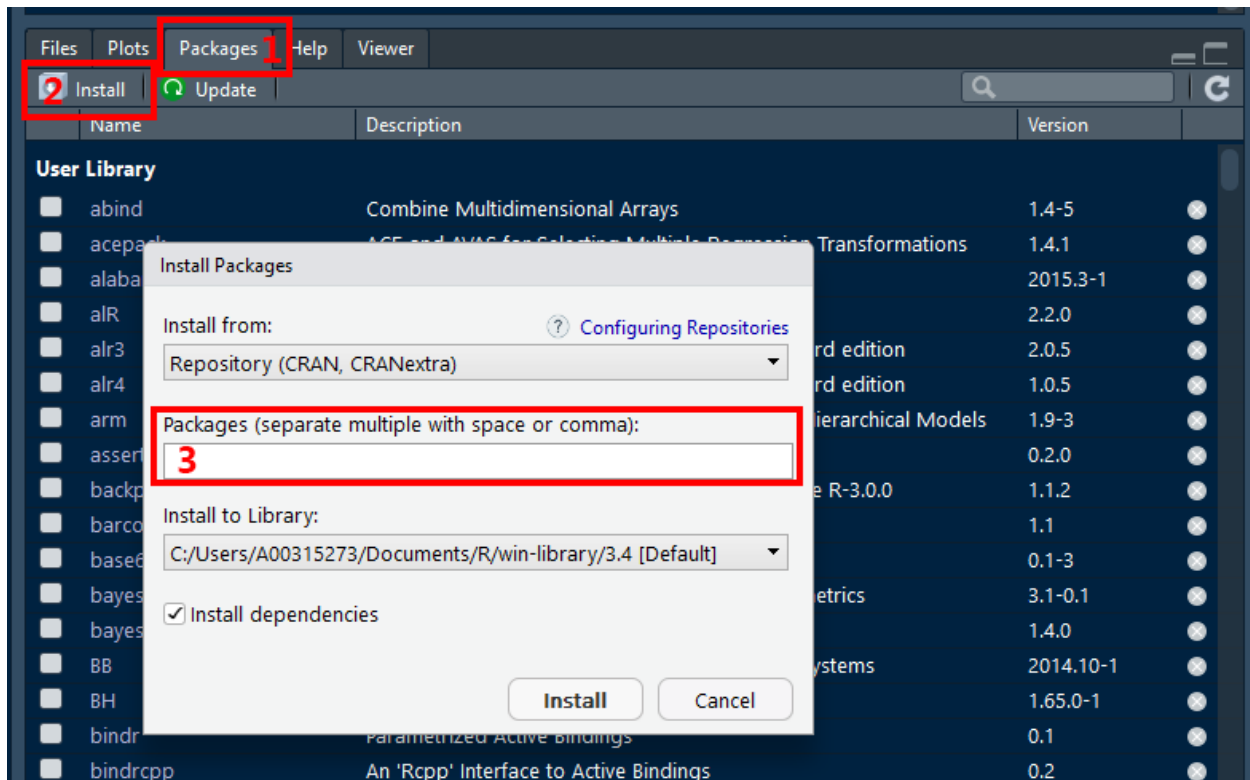 Files Plots Packages 1 Help Viewer
2 Install Update
Name Description Version
User Library
abind Combine Multidimensional Arrays 1.4-5
Transformations 1.4.1
2015.3-1
alR 2.2.0
alr3 rd edition 2.0.5
alr4 rd edition 1.0.5
arm ierarchical Models 1.9-3
0.2.0
e R-3.0.0 1.1.2
1.1
0.1-3
etrics 3.1-0.1
1.4.0
BB ystems 2014.10-1
BH 1.65.0-1
bindr Parametrized Active Bindings 0.1
bindrcpp An 'Rcpp' Interface to Active Bindings 0.2
Install Packages
Install from: ? Configuring Repositories
Repository (CRAN, CRANextra)
Packages (separate multiple with space or comma):
3
Install to Library:
C:/Users/A00315273/Documents/R/win-library/3.4 [Default]
Install dependencies
Install Cancel